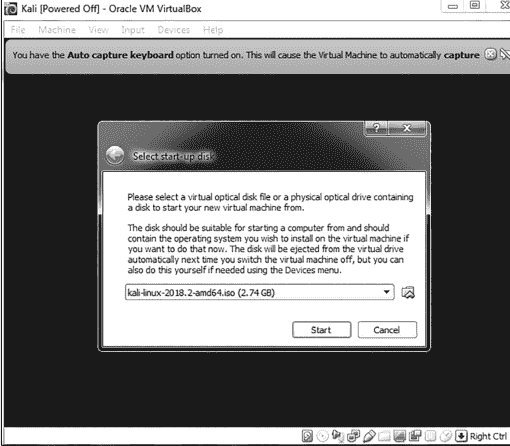 Kali [Powered Off] - Oracle VM VirtualBox
File Machine View Input Devices Help
You have the Auto capture keyboard option turned on. This will cause the Virtual Machine to automatically capture
Select start-up disk
Please select a virtual optical disk file or a physical optical drive containing
a disk to start your new virtual machine from.
The disk should be suitable for starting a computer from and should
contain the operating system you wish to install on the virtual machine if
you want to do that now. The disk will be ejected from the virtual drive
automatically next time you switch the virtual machine off, but you can
also do this yourself if needed using the Devices menu.
kali-linux-2018.2-amd64.iso (2.74 GB)
Start Cancel
Right Ctrl